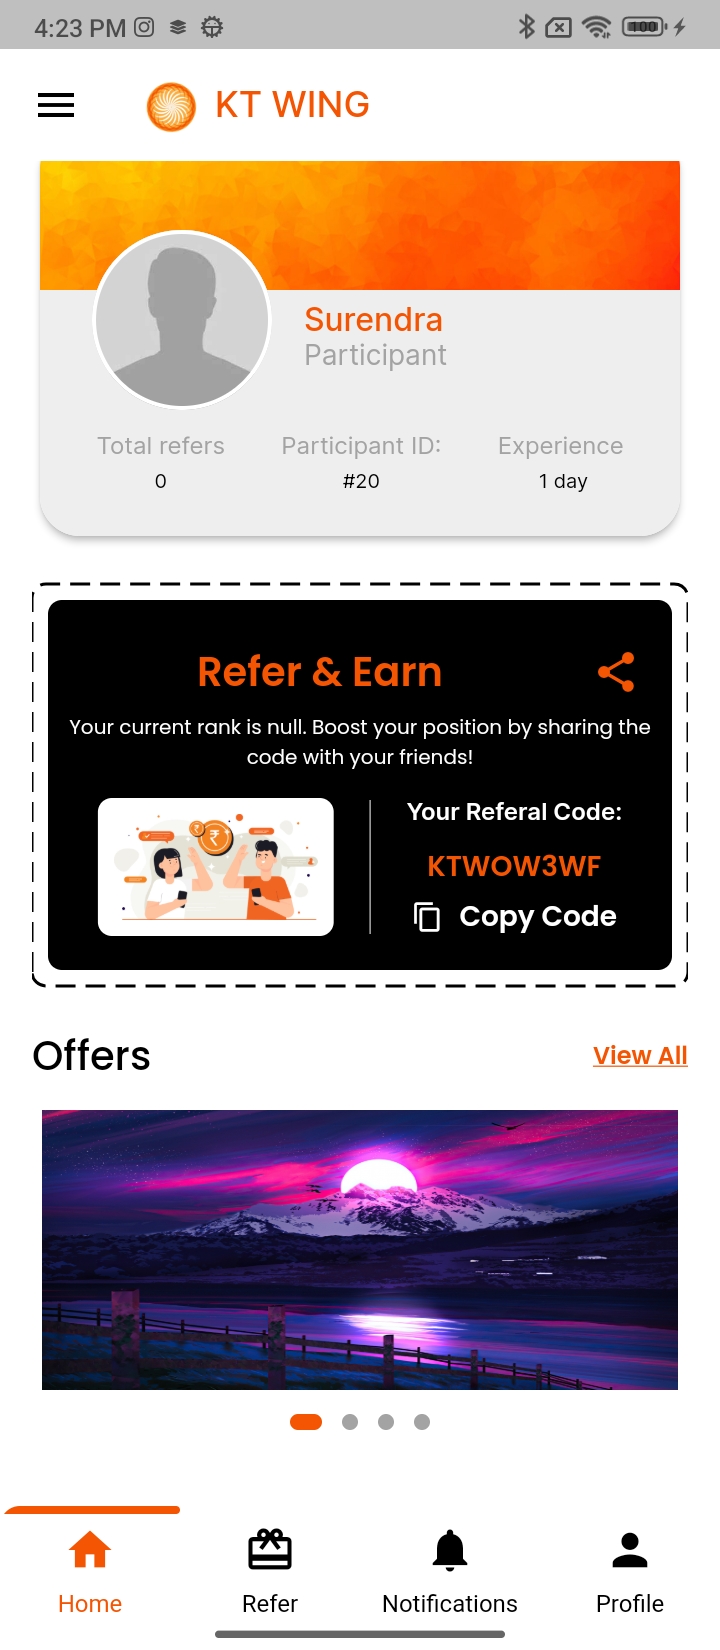 4:23 PM
100
KT WING
Surendra
Participant
Total refers
Participant ID:
Experience
0
#20
1 day
Refer & Earn
Your current rank is null. Boost your position by sharing the
code with your friends!
Your Referal Code:
KTWOW3WF
Copy Code
Offers
View All
Home
Refer
Notifications
Profile